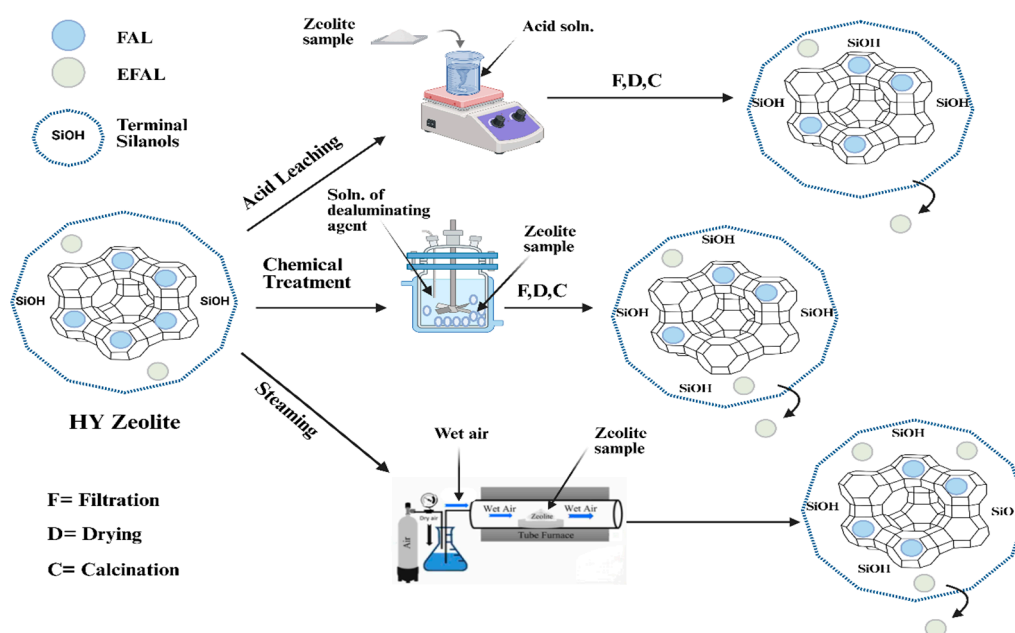 FAL
EFAL
SiOH
Terminal
Silanols
Zeolite
sample
Acid soln.
F,D,C
SiOH
SiOH
SiOH
Acid Leaching
Soln. of
dealuminating
agent
Zeolite
sample
Chemical
Treatment
F,D,C
SiOH
SiOH
SiOH
SiOH
SiOH
SiOH
HY Zeolite
Steaming
Wet air
Zeolite
sample
Dry air
Air
Wet Air
Zeolite
Wet Air
Tube Furnace
SiOH
SiOH
SiO
SiOH
F= Filtration
D= Drying
C= Calcination